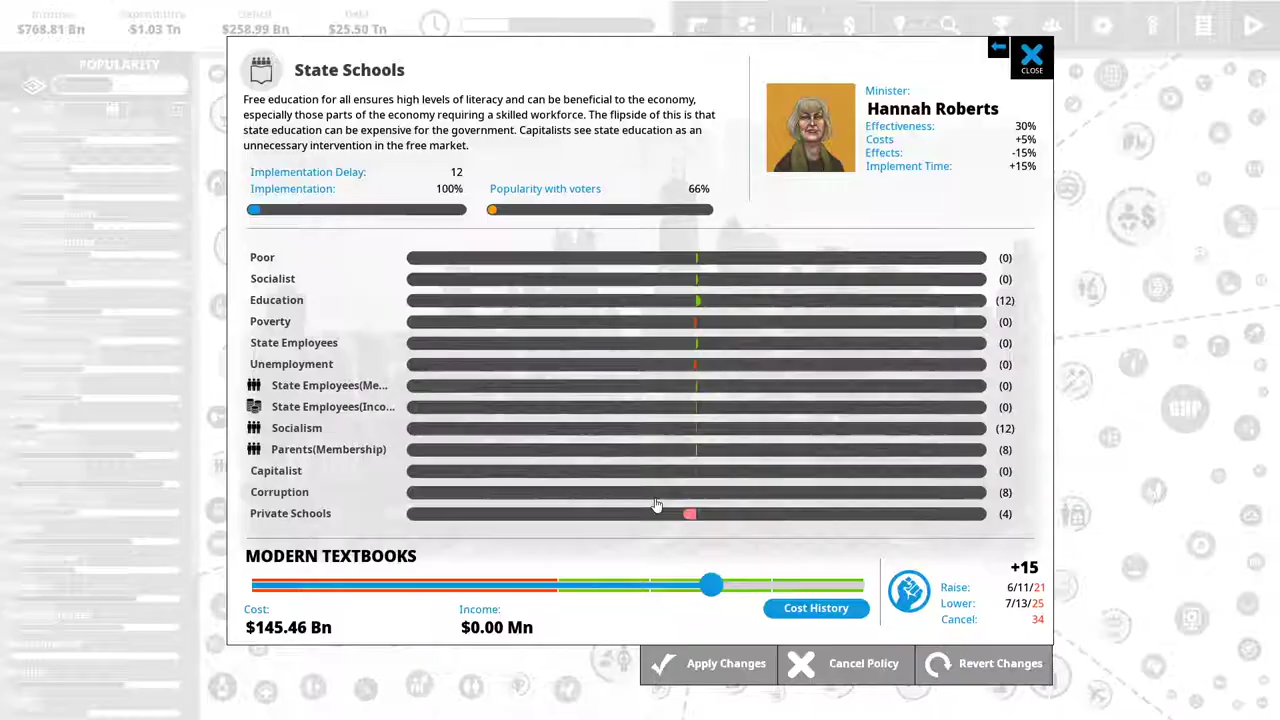 $768.81 Bn
-$1.03 Tn
$258.99 Bn
$25.50 Tn
POPULARITY
State Schools
CLOSE
Free education for all ensures high levels of literacy and can be beneficial to the economy,
especially those parts of the economy requiring a skilled workforce. The flipside of this is that
state education can be expensive for the government. Capitalists see state education as an
unnecessary intervention in the free market.
Minister:
Hannah Roberts
Effectiveness: 30%
Costs +5%
Effects: -15%
Implement Time: +15%
Implementation Delay: 12
Implementation: 100%
Popularity with voters 66%
Poor (0)
Socialist (0)
Education (12)
Poverty (0)
State Employees (0)
Unemployment (0)
State Employees(Me... (0)
State Employees(Inco... (0)
Socialism (12)
Parents(Membership) (8)
Capitalist (0)
Corruption (8)
Private Schools (4)
MODERN TEXTBOOKS
Cost:
$145.46 Bn
Income:
$0.00 Mn
Cost History
+15
Raise: 6/11/21
Lower: 7/13/25
Cancel: 34
Apply Changes
Cancel Policy
Revert Changes
GDP